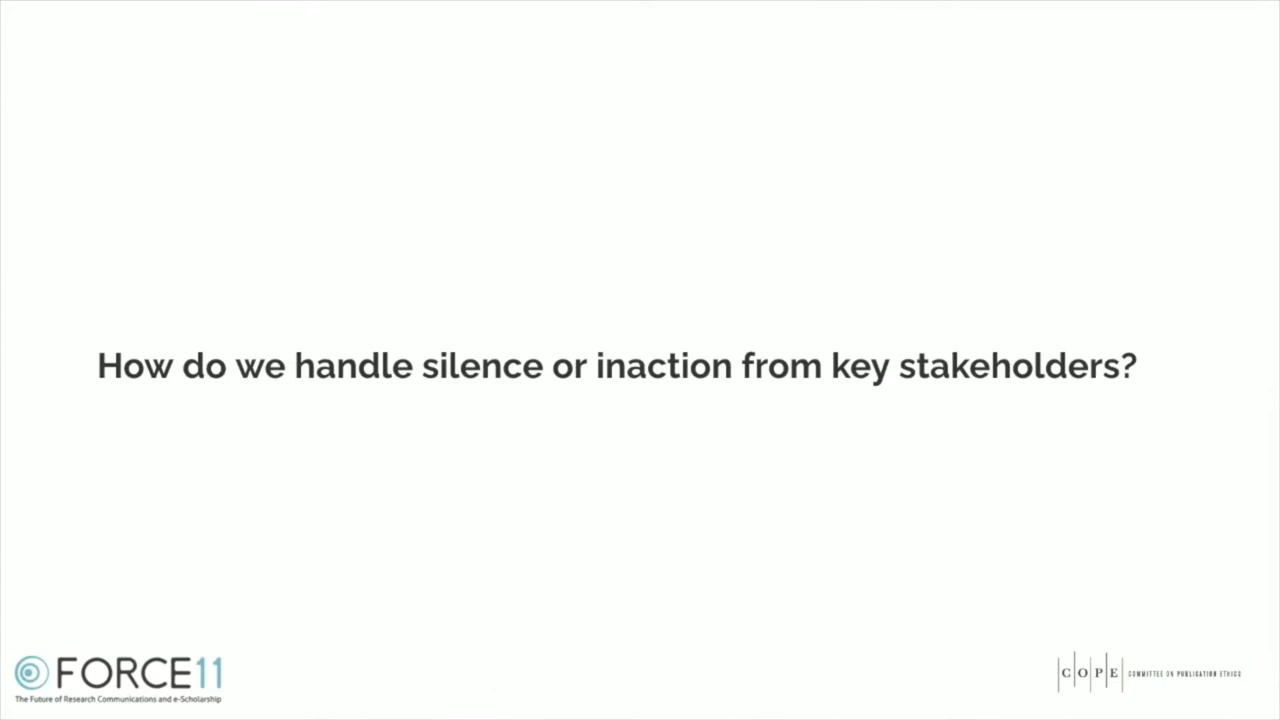 How do we handle silence or inaction from key stakeholders?
FORCE11
The Future of Research Communications and e-Scholarship
COPE
COMMITTEE ON PUBLICATION ETHICS